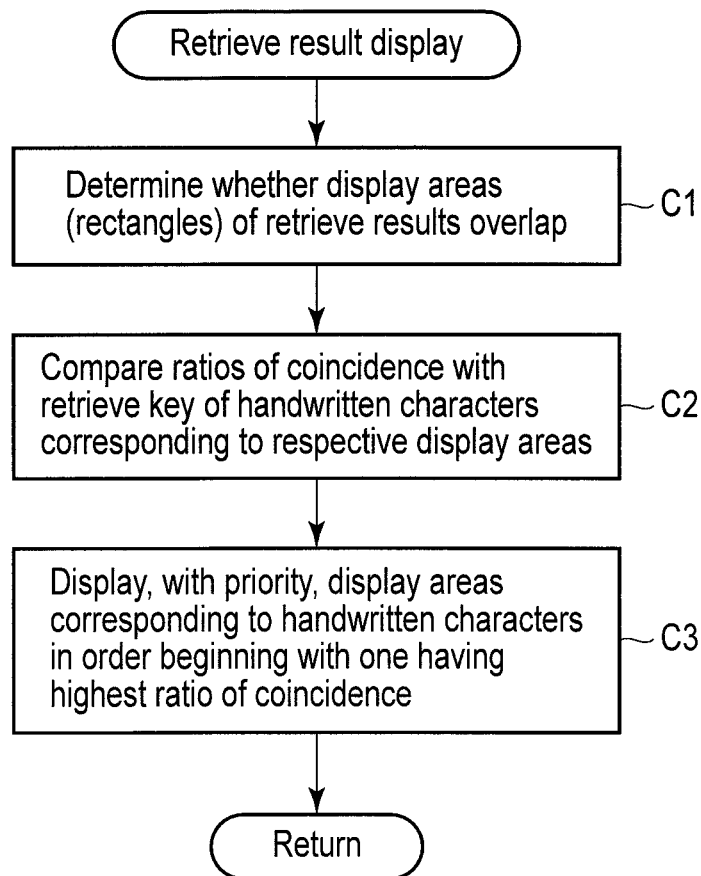 Retrieve result display
Determine whether display areas
(rectangles) of retrieve results overlap
C1
Compare ratios of coincidence with
retrieve key of handwritten characters
corresponding to respective display areas
C2
Display, with priority, display areas
corresponding to handwritten characters
in order beginning with one having
highest ratio of coincidence
C3
Return